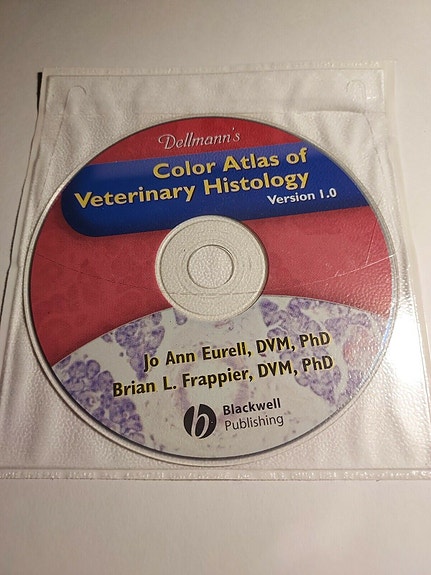 Dellmann's
Color Atlas of
Veterinary Histology
Version 1.0
Jo Ann Eurell, DVM, PhD
Brian L. Frappier, DVM, PhD
b
Blackwell
Publishing